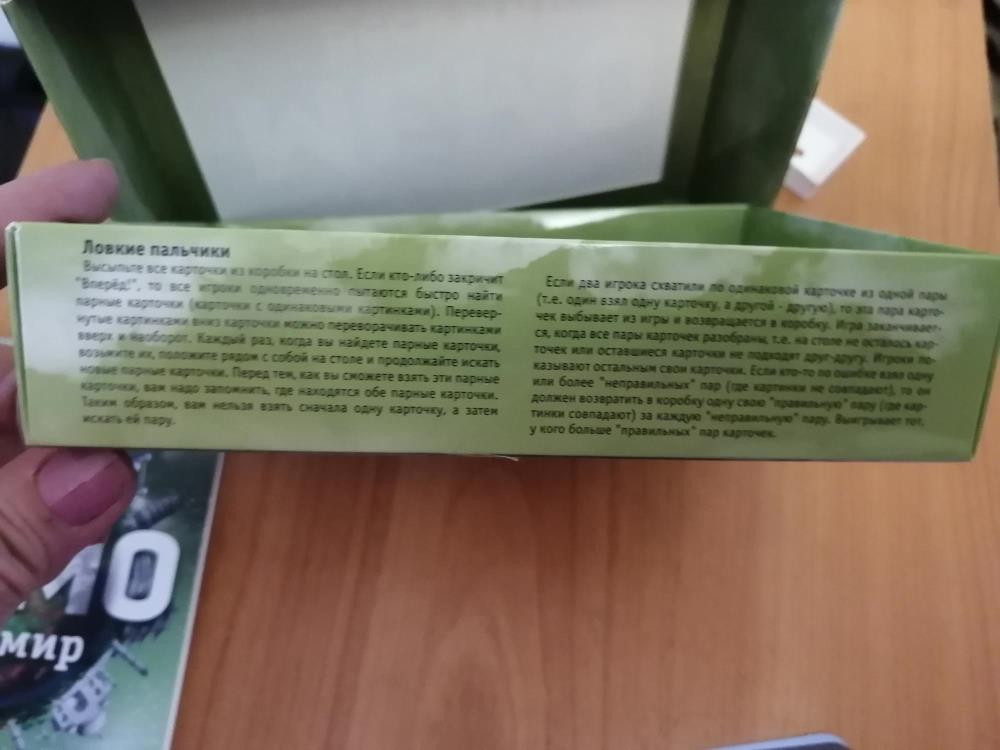 Ловкие пальчики
Высыпьте все карточки из коробки на стол. Если кто-либо закричит
"Вперёд!", то все игроки одновременно пытаются быстро найти
парные карточки (карточки с одинаковыми картинками). Перевер-
нутые картинками вниз карточки можно переворачивать картинками
вверх и наоборот. Каждый раз, когда вы найдете парные карточки,
возьмите их, положите рядом с собой на столе и продолжайте искать
новые парные карточки. Перед тем, как вы сможете взять эти парные
карточки, вам надо запомнить, где находятся обе парные карточки.
Таким образом, вам нельзя взять сначала одну карточку, а затем
искать ей пару.
Если два игрока схватили по одинаковой карточке из одной пары
(т.е. один взял одну карточку, а другой - другую), то эта пара карто-
чек выбывает из игры и возвращается в коробку. Игра заканчивает-
ся, когда все пары карточек разобраны, т.е. на столе не осталось кар-
точек или оставшиеся карточки не подходят друг-другу. Игроки по-
казывают остальным свои карточки. Если кто-то по ошибке взял одну
или более "неправильных" пар (где картинки не совпадают), то он
должен возвратить в коробку одну свою "правильную" пару (где кар-
тинки совпадают) за каждую "неправильную" пару. Выигрывает тот,
у кого больше "правильных" пар карточек.
МО
мир